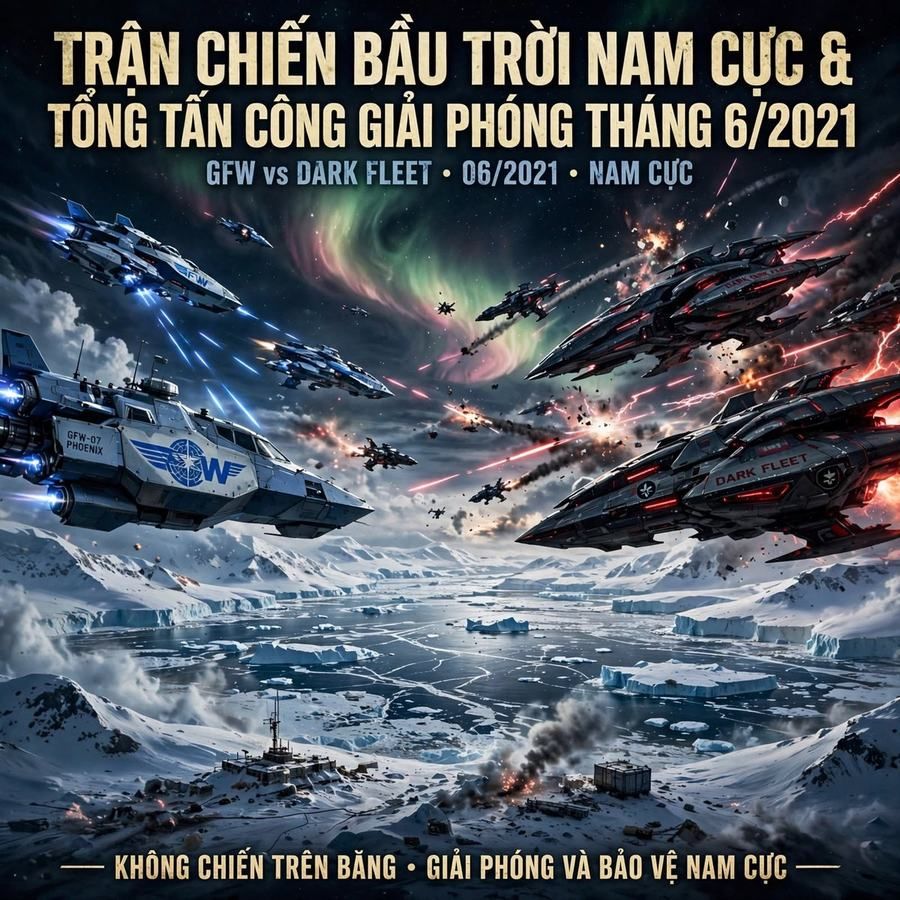 TRẬN CHIẾN BẦU TRỜI NAM CỰC &
TỔNG TẤN CÔNG GIẢI PHÓNG THÁNG 6/2021
GFW vs DARK FLEET • 06/2021 • NAM CỰC
GFW-07
PHOENIX
DARK FLEET
KHÔNG CHIẾN TRÊN BĂNG • GIẢI PHÓNG VÀ BẢO VỆ NAM CỰC